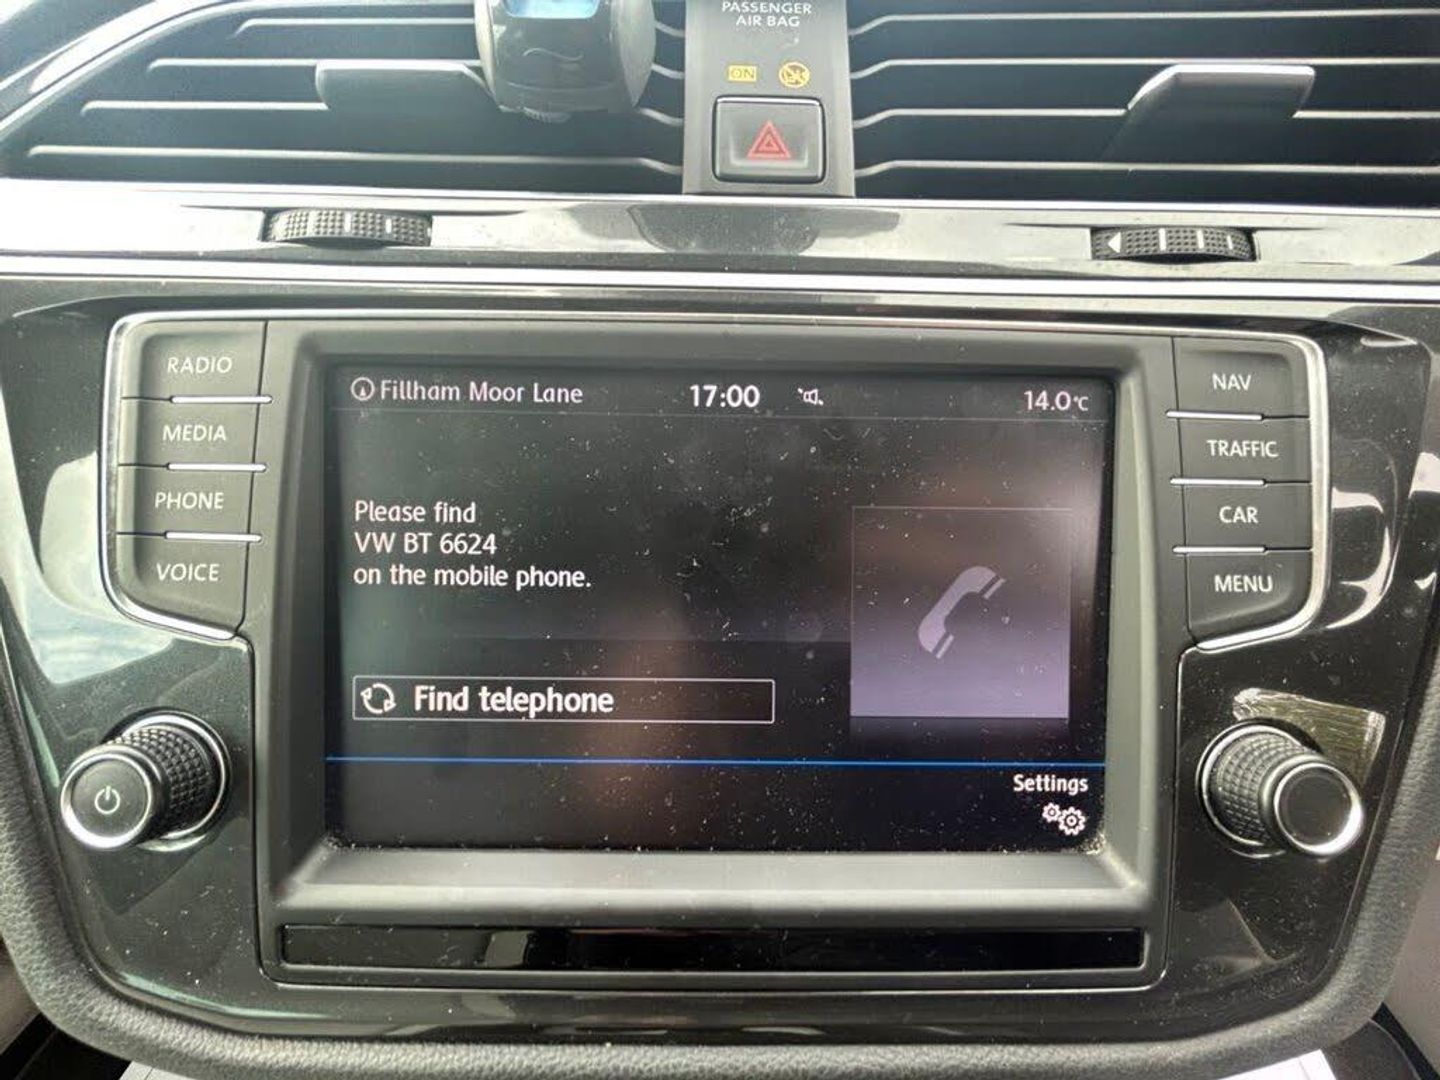 PASSENGER
AIR BAG
ON
RADIO
MEDIA
PHONE
VOICE
Fillham Moor Lane 17:00 14.0°C
Please find
VW BT 6624
on the mobile phone.
Find telephone
Settings
NAV
TRAFFIC
CAR
MENU